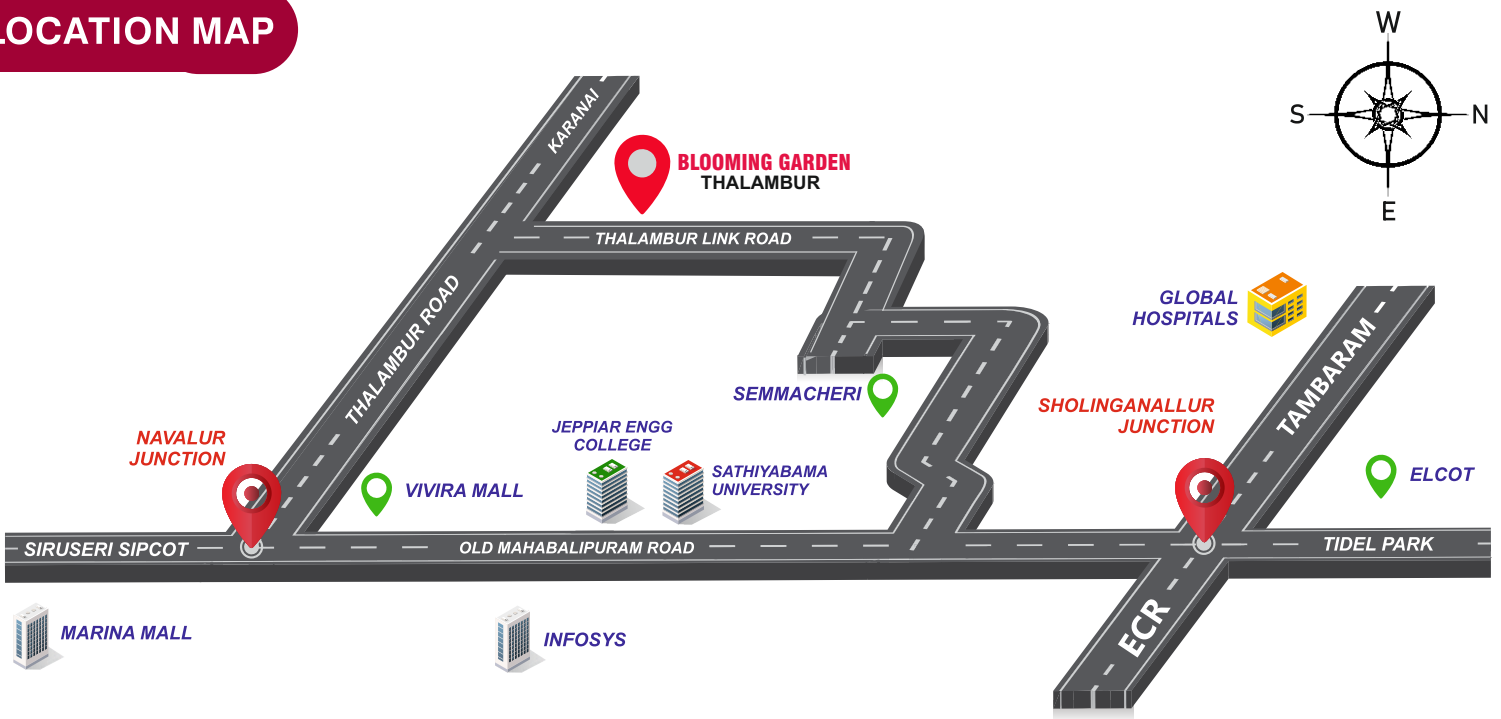 LOCATION MAP
W
S
N
E
KARANAI
BLOOMING GARDEN
THALAMBUR
THALAMBUR LINK ROAD
THALAMBUR ROAD
GLOBAL
HOSPITALS
TAMBARAM
SEMMACHERI
SHOLINGANALLUR
JUNCTION
NAVALUR
JUNCTION
JEPPIAR ENGG
COLLEGE
SATHIYABAMA
UNIVERSITY
VIVIRA MALL
ELCOT
SIRUSERI SIPCOT
OLD MAHABALIPURAM ROAD
TIDEL PARK
ECR
MARINA MALL
INFOSYS